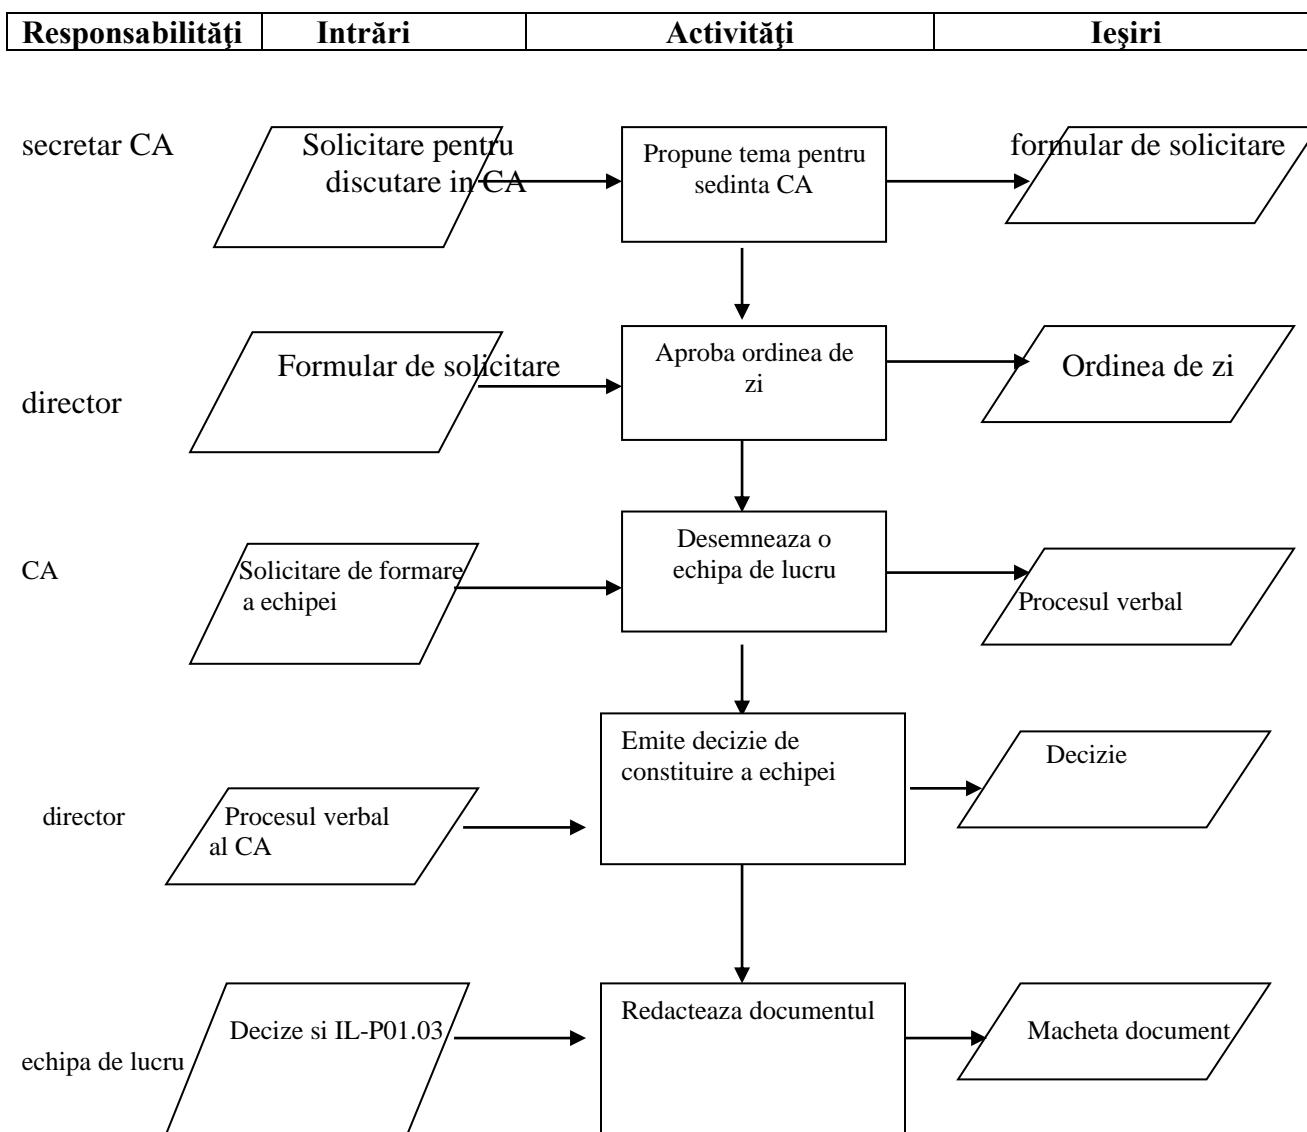 Responsabilităţi Intrări Activităţi Ieşiri
secretar CA
Solicitare pentru
discutare in CA
Propune tema pentru
sedinta CA
formular de solicitare
director
Formular de solicitare
Aproba ordinea de
zi
Ordinea de zi
CA
Solicitare de formare
a echipei
Desemneaza o
echipa de lucru
Procesul verbal
director
Procesul verbal
al CA
Emite decizie de
constituire a echipei
Decizie
echipa de lucru
Decize si IL-P01.03
Redacteaza documentul
Macheta document